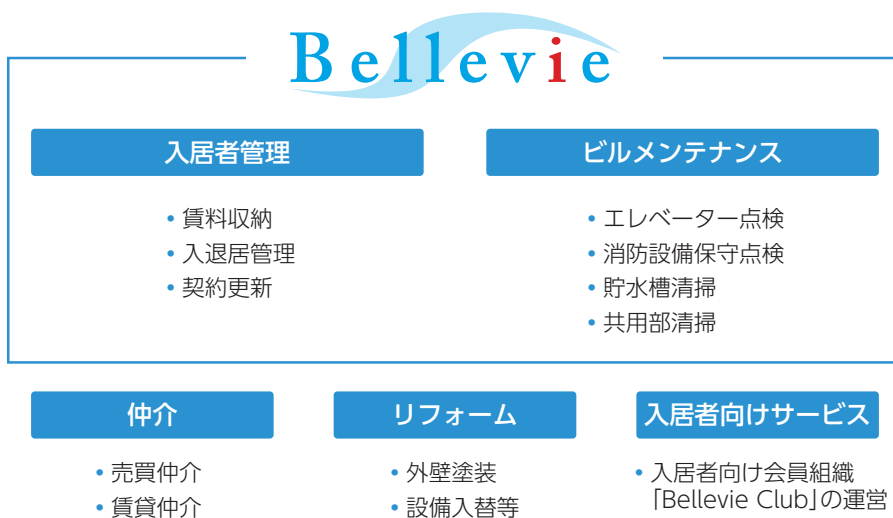 Bellevie
入居者管理
• 賃料収納
• 入退居管理
• 契約更新
ビルメンテナンス
• エレベーター点検
• 消防設備保守点検
• 貯水槽清掃
• 共用部清掃
仲介
• 売買仲介
• 賃貸仲介
リフォーム
• 外壁塗装
• 設備入替等
入居者向けサービス
• 入居者向け会員組織
「Bellevie Club」の運営